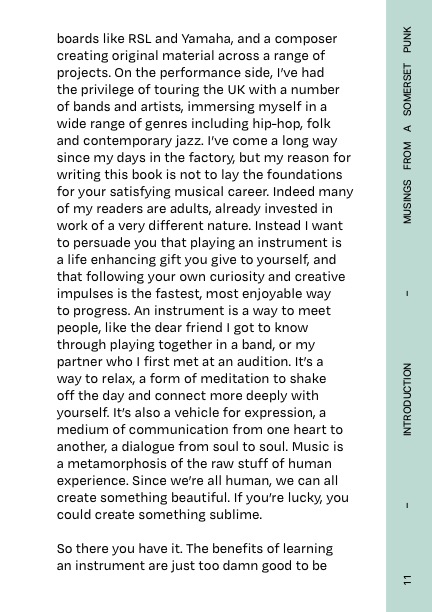 boards like RSL and Yamaha, and a composer
creating original material across a range of
projects. On the performance side, I've had
the privilege of touring the UK with a number
of bands and artists, immersing myself in a
wide range of genres including hip-hop, folk
and contemporary jazz. I've come a long way
since my days in the factory, but my reason for
writing this book is not to lay the foundations
for your satisfying musical career. Indeed many
of my readers are adults, already invested in
work of a very different nature. Instead I want
to persuade you that playing an instrument is
a life enhancing gift you give to yourself, and
that following your own curiosity and creative
impulses is the fastest, most enjoyable way
to progress. An instrument is a way to meet
people, like the dear friend I got to know
through playing together in a band, or my
partner who I first met at an audition. It's a
way to relax, a form of meditation to shake
off the day and connect more deeply with
yourself. It's also a vehicle for expression, a
medium of communication from one heart to
another, a dialogue from soul to soul. Music is
a metamorphosis of the raw stuff of human
experience. Since we're all human, we can all
create something beautiful. If you're lucky, you
could create something sublime.

So there you have it. The benefits of learning
an instrument are just too damn good to be
11 – INTRODUCTION – MUSINGS FROM A SOMERSET PUNK